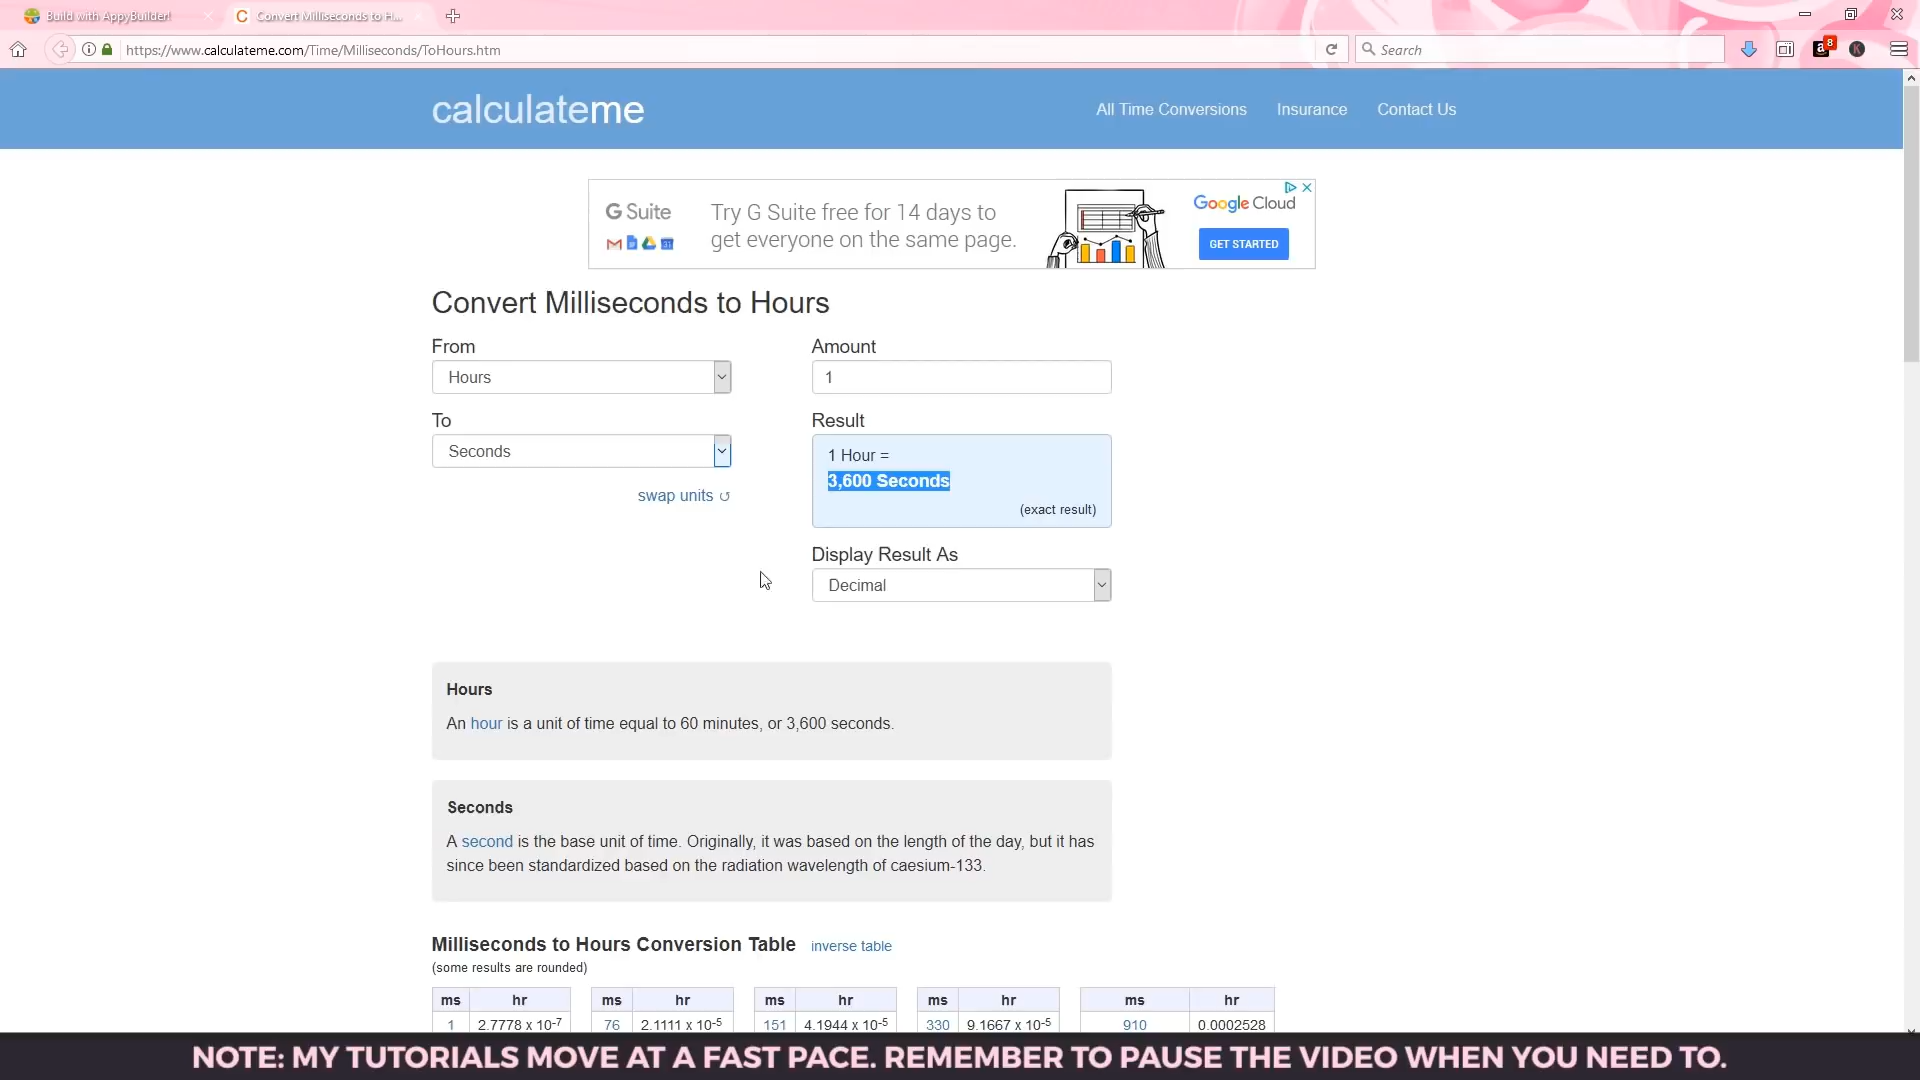 Build with AppyBuilder!
Convert Milliseconds to H...
https://www.calculateme.com/Time/Milliseconds/ToHours.htm
Search
8
calculateme
All Time Conversions
Insurance
Contact Us
G Suite
Try G Suite free for 14 days to
get everyone on the same page.
Google Cloud
GET STARTED
Convert Milliseconds to Hours
From
Amount
Hours
1
To
Result
Seconds
1 Hour =
3,600 Seconds
swap units
(exact result)
Display Result As
Decimal
Hours
An hour is a unit of time equal to 60 minutes, or 3,600 seconds.
Seconds
A second is the base unit of time. Originally, it was based on the length of the day, but it has
since been standardized based on the radiation wavelength of caesium-133.
Milliseconds to Hours Conversion Table inverse table
(some results are rounded)
ms hr ms hr ms hr ms hr ms hr
1 2.7778 x 10-7 76 2.1111 x 10-5 151 4.1944 x 10-5 330 9.1667 x 10-5 910 0.0002528
NOTE: MY TUTORIALS MOVE AT A FAST PACE. REMEMBER TO PAUSE THE VIDEO WHEN YOU NEED TO.